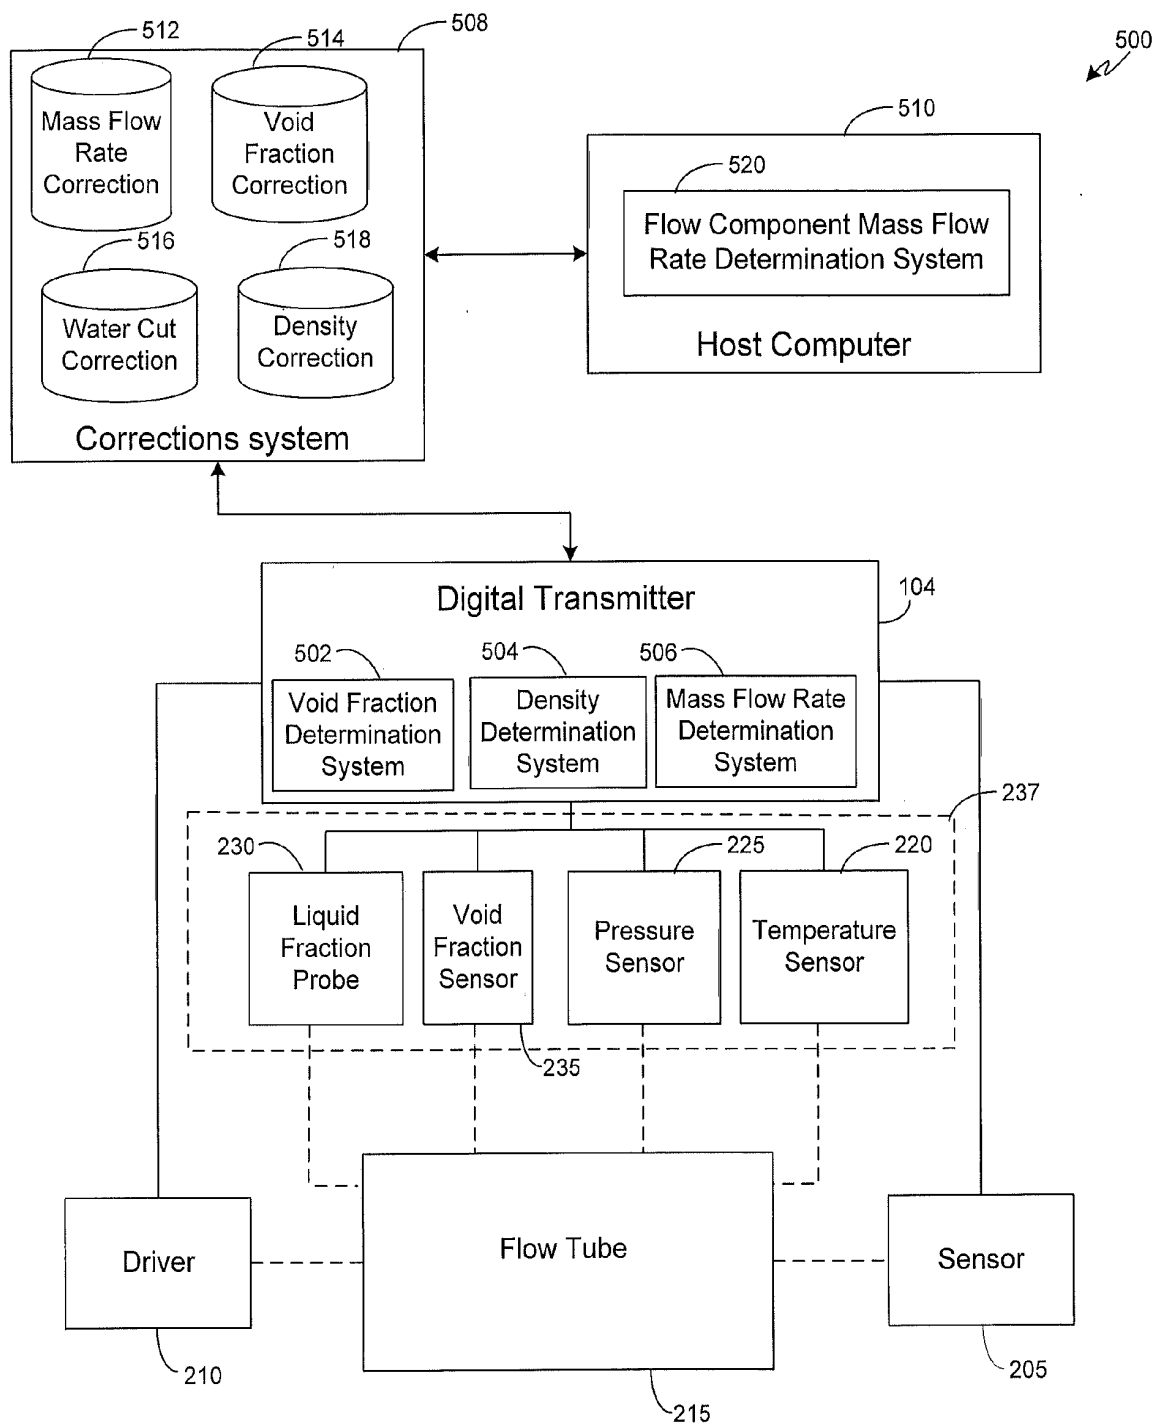 512
514
508
500
Mass Flow
Rate
Correction
Void
Fraction
Correction
510
520
Flow Component Mass Flow
Rate Determination System
Host Computer
516
518
Water Cut
Correction
Density
Correction
Corrections system
Digital Transmitter
104
502
504
506
Void Fraction
Determination
System
Density
Determination
System
Mass Flow Rate
Determination
System
237
230
225
220
Liquid
Fraction
Probe
Void
Fraction
Sensor
Pressure
Sensor
Temperature
Sensor
235
Driver
Flow Tube
Sensor
210
215
205